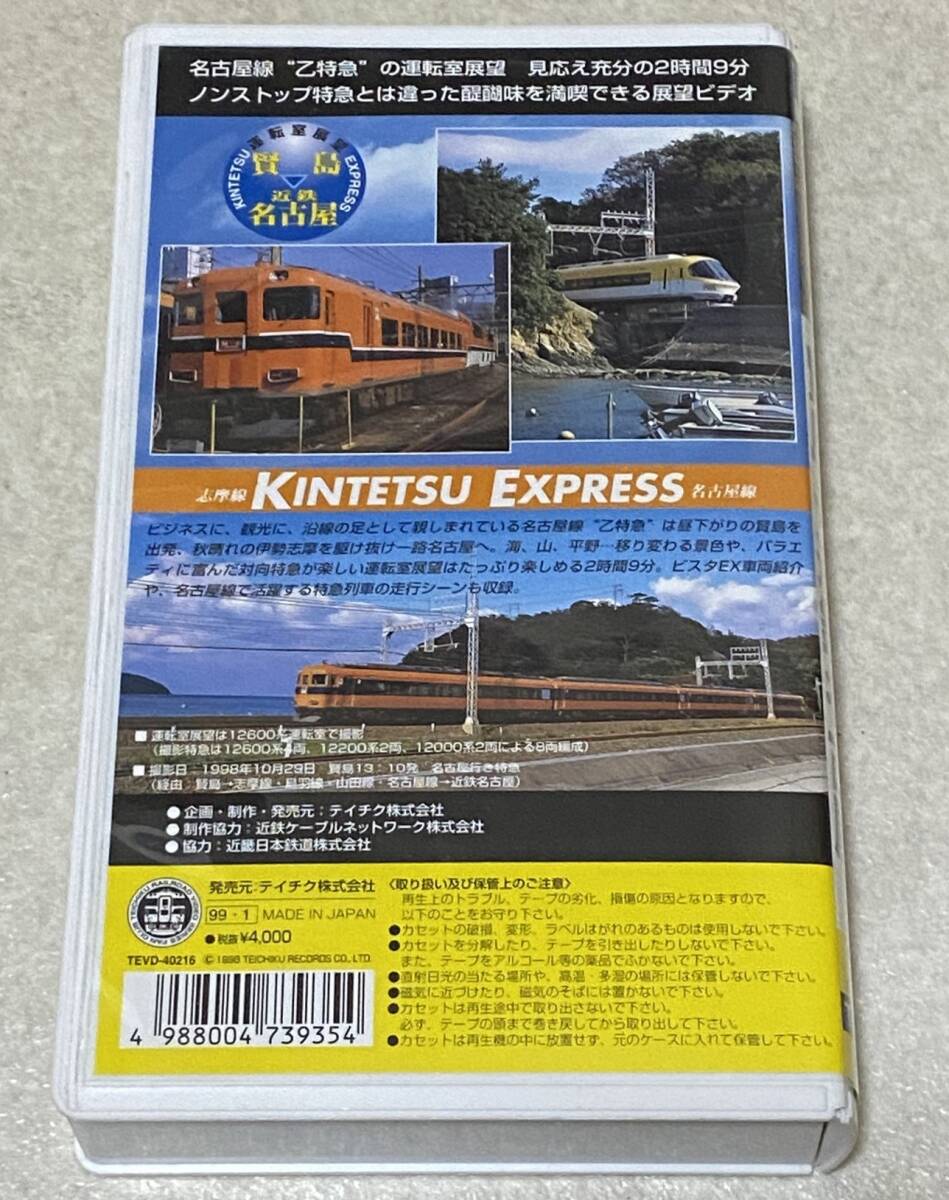 名古屋線 “乙特急” の運転室展望 見応え充分の2時間9分
ノンストップ特急とは違った醍醐味を満喫できる展望ビデオ
KINTETSU 運転室展望 EXPRESS
賢島
近鉄
名古屋
志摩線 KINTETSU EXPRESS 名古屋線
ビジネスに、観光に、沿線の足として親しまれている名古屋線 “乙特急” は昼下がりの賢島を
出発、秋晴れの伊勢志摩を駆け抜け一路名古屋へ。海、山、平野…移り変わる景色や、バラエ
ティに富んだ対向特急が楽しい運転室展望はたっぷり楽しめる2時間9分。ビスタEX車両紹介
や、名古屋線で活躍する特急列車の走行シーンも収録。
■ 運転室展望は12600系運転室で撮影
（撮影特急は12600系4両、12200系2両、12000系2両による8両編成）
■ 撮影日 1998年10月29日 賢島13：10発 名古屋行き特急
（経由 賢島→志摩線・鳥羽線・山田線・名古屋線→近鉄名古屋）
● 企画・制作・発売元：テイチク株式会社
● 制作協力：近鉄ケーブルネットワーク株式会社
● 協力：近畿日本鉄道株式会社
TEICHIKU RAILROAD VIDEO SERIES FAN CLUB
発売元：テイチク株式会社
99・1 MADE IN JAPAN
●税抜¥4,000
TEVD-40216 © 1998 TEICHIKU RECORDS CO., LTD.
4 988004 739354
〈取り扱い及び保管上のご注意〉
再生上のトラブル、テープの劣化、損傷の原因となりますので、
以下のことをお守り下さい。
●カセットの破損、変形、ラベルはがれのあるものは使用しないで下さい。
●カセットを分解したり、テープを引き出したりしないで下さい。
また、テープをアルコール等の薬品でふかないで下さい。
●直射日光の当たる場所や、高温・多湿の場所には保管しないで下さい。
●磁気に近づけたり、磁気のそばには置かないで下さい。
●カセットは再生途中で取り出さないで下さい。
必ず、テープの頭まで巻き戻してから取り出して下さい。
●カセットは再生機の中に放置せず、元のケースに入れて保管して下さい。